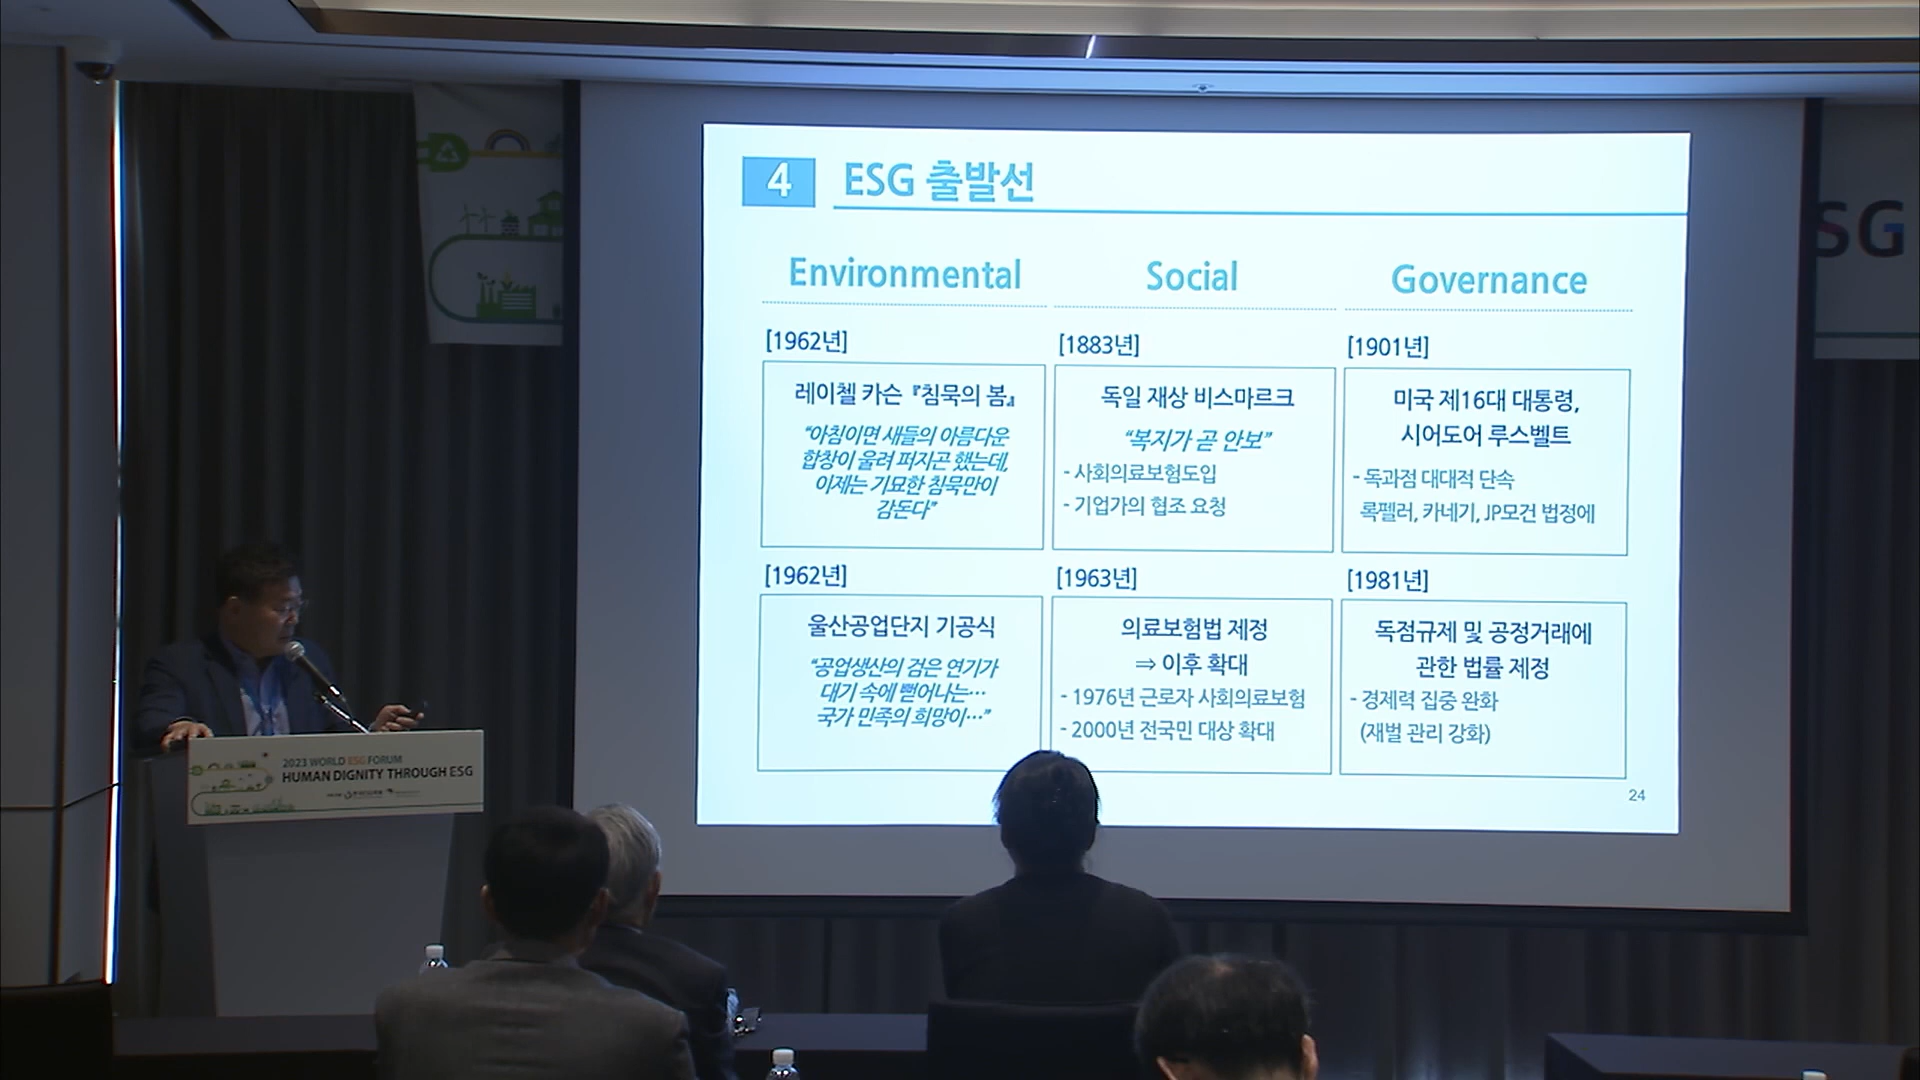 4 ESG 출발선
Environmental
[1962년]
레이첼 카슨 『침묵의 봄』
“아침이면 새들의 아름다운
합창이 울려 퍼지곤 했는데,
이제는 기묘한 침묵만이
감돈다”
[1962년]
울산공업단지 기공식
“공업생산의 검은 연기가
대기 속에 뻗어나는…
국가 민족의 희망이…”
Social
[1883년]
독일 재상 비스마르크
“복지가 곧 안보”
- 사회의료보험도입
- 기업가의 협조 요청
[1963년]
의료보험법 제정
⇒ 이후 확대
- 1976년 근로자 사회의료보험
- 2000년 전국민 대상 확대
Governance
[1901년]
미국 제16대 대통령,
시어도어 루스벨트
- 독과점 대대적 단속
록펠러, 카네기, JP모건 법정에
[1981년]
독점규제 및 공정거래에
관한 법률 제정
- 경제력 집중 완화
(재벌 관리 강화)
24
SG
2023 WORLD ESG FORUM
HUMAN DIGNITY THROUGH ESG